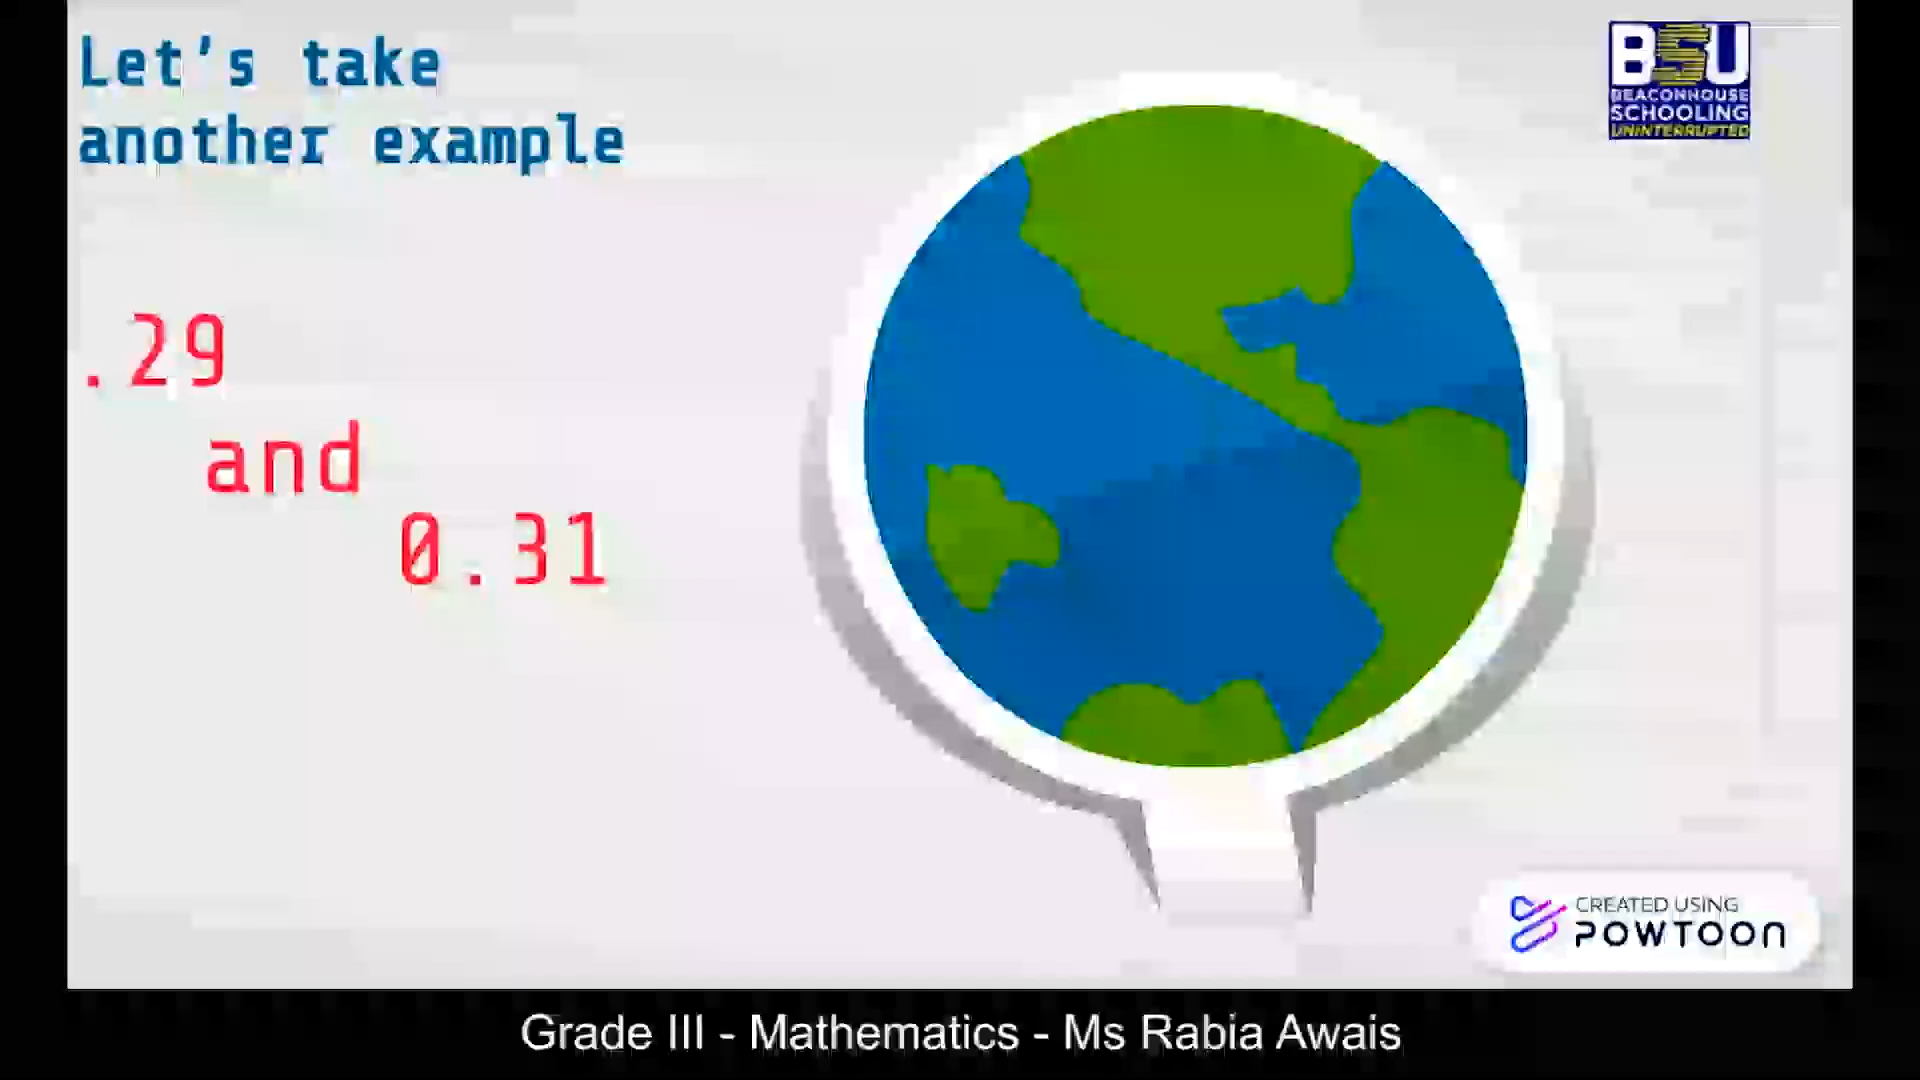 Let's take
another example
.29
and
0.31
BSU
BEACONHOUSE
SCHOOLING
UNINTERRUPTED
CREATED USING
POWTOON
Grade III - Mathematics - Ms Rabia Awais